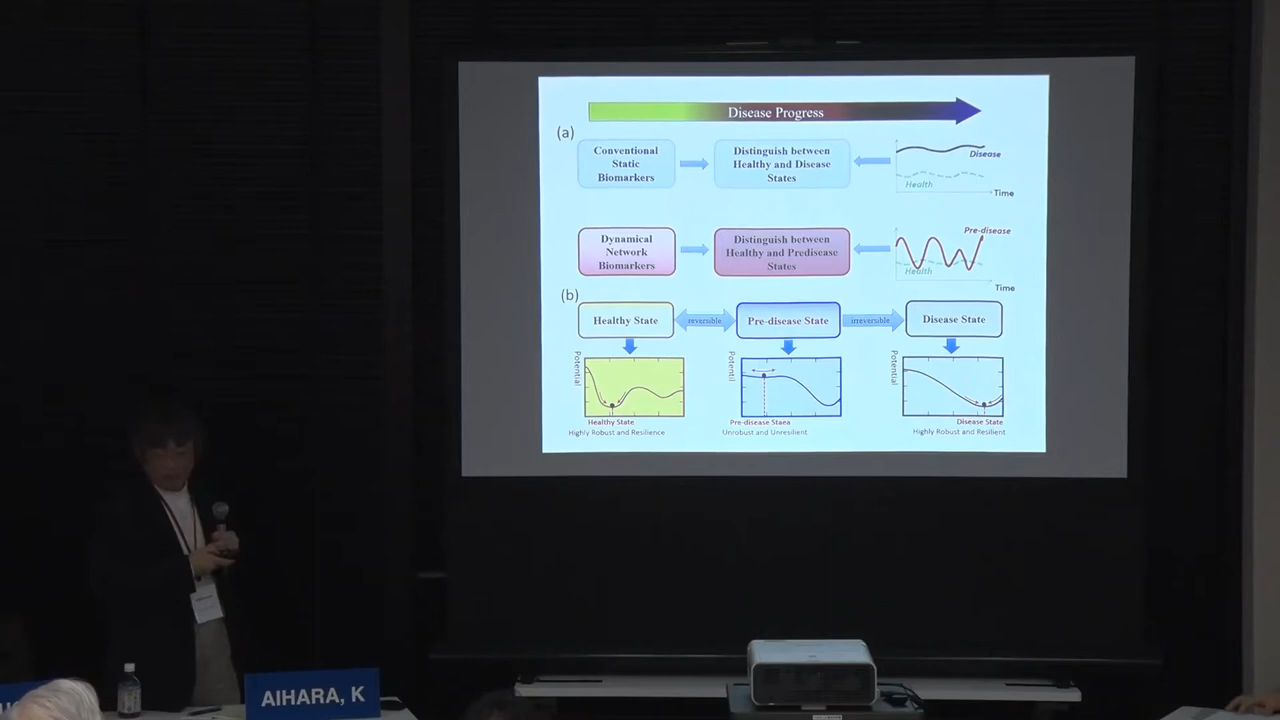 Disease Progress
(a)
Conventional
Static
Biomarkers
Distinguish between
Healthy and Disease
States
Disease
Health
Time
Dynamical
Network
Biomarkers
Distinguish between
Healthy and Predisease
States
Pre-disease
Health
Time
(b)
Healthy State
reversible
Pre-disease State
irreversible
Disease State
Potential
Healthy State
Highly Robust and Resilience
Potentil
Pre-disease Staea
Unrobust and Unresilient
Potential
Disease State
Highly Robust and Resilient
AIHARA, K